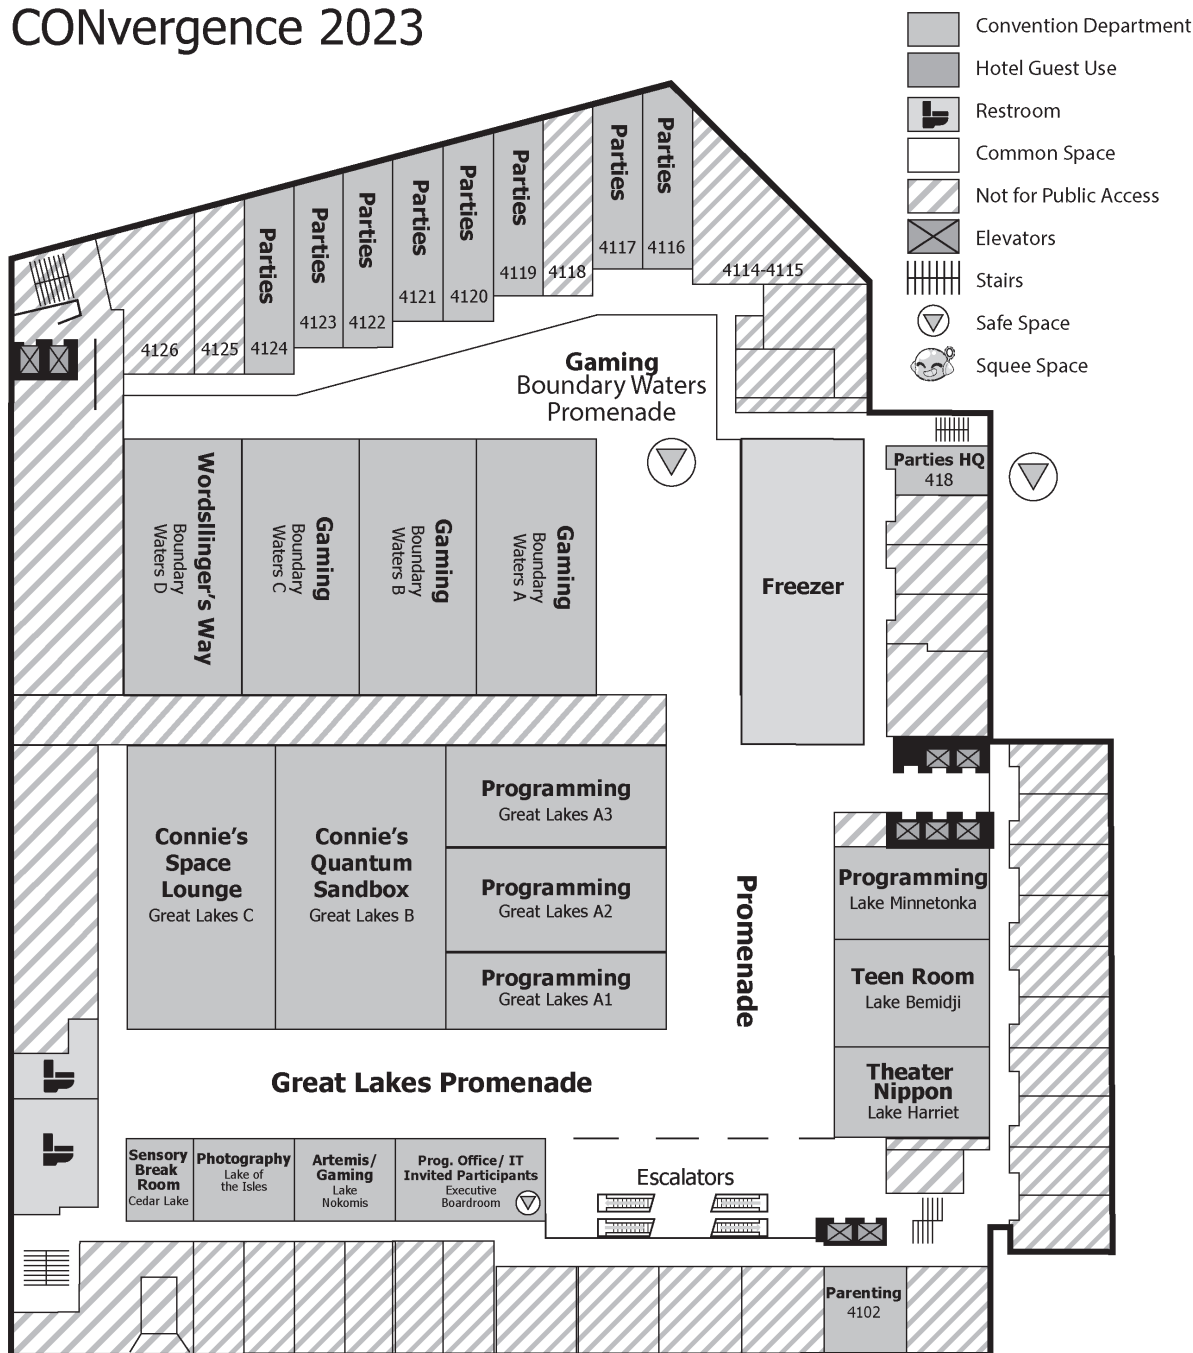 CONvergence 2023
Convention Department
Hotel Guest Use
Restroom
Common Space
Not for Public Access
Elevators
Stairs
Safe Space
Squee Space
4126
4125
Parties
4124
Parties
4123
Parties
4122
Parties
4121
Parties
4120
Parties
4119
4118
Parties
4117
Parties
4116
4114-4115
Gaming
Boundary Waters
Promenade
Parties HQ
418
Wordsllinger's Way
Boundary
Waters D
Gaming
Boundary
Waters C
Gaming
Boundary
Waters B
Gaming
Boundary
Waters A
Freezer
Connie's
Space
Lounge
Great Lakes C
Connie's
Quantum
Sandbox
Great Lakes B
Programming
Great Lakes A3
Programming
Great Lakes A2
Programming
Great Lakes A1
Promenade
Programming
Lake Minnetonka
Teen Room
Lake Bemidji
Theater
Nippon
Lake Harriet
Great Lakes Promenade
Sensory
Break
Room
Cedar Lake
Photography
Lake of
the Isles
Artemis/
Gaming
Lake
Nokomis
Prog. Office/ IT
Invited Participants
Executive
Boardroom
Escalators
Parenting
4102